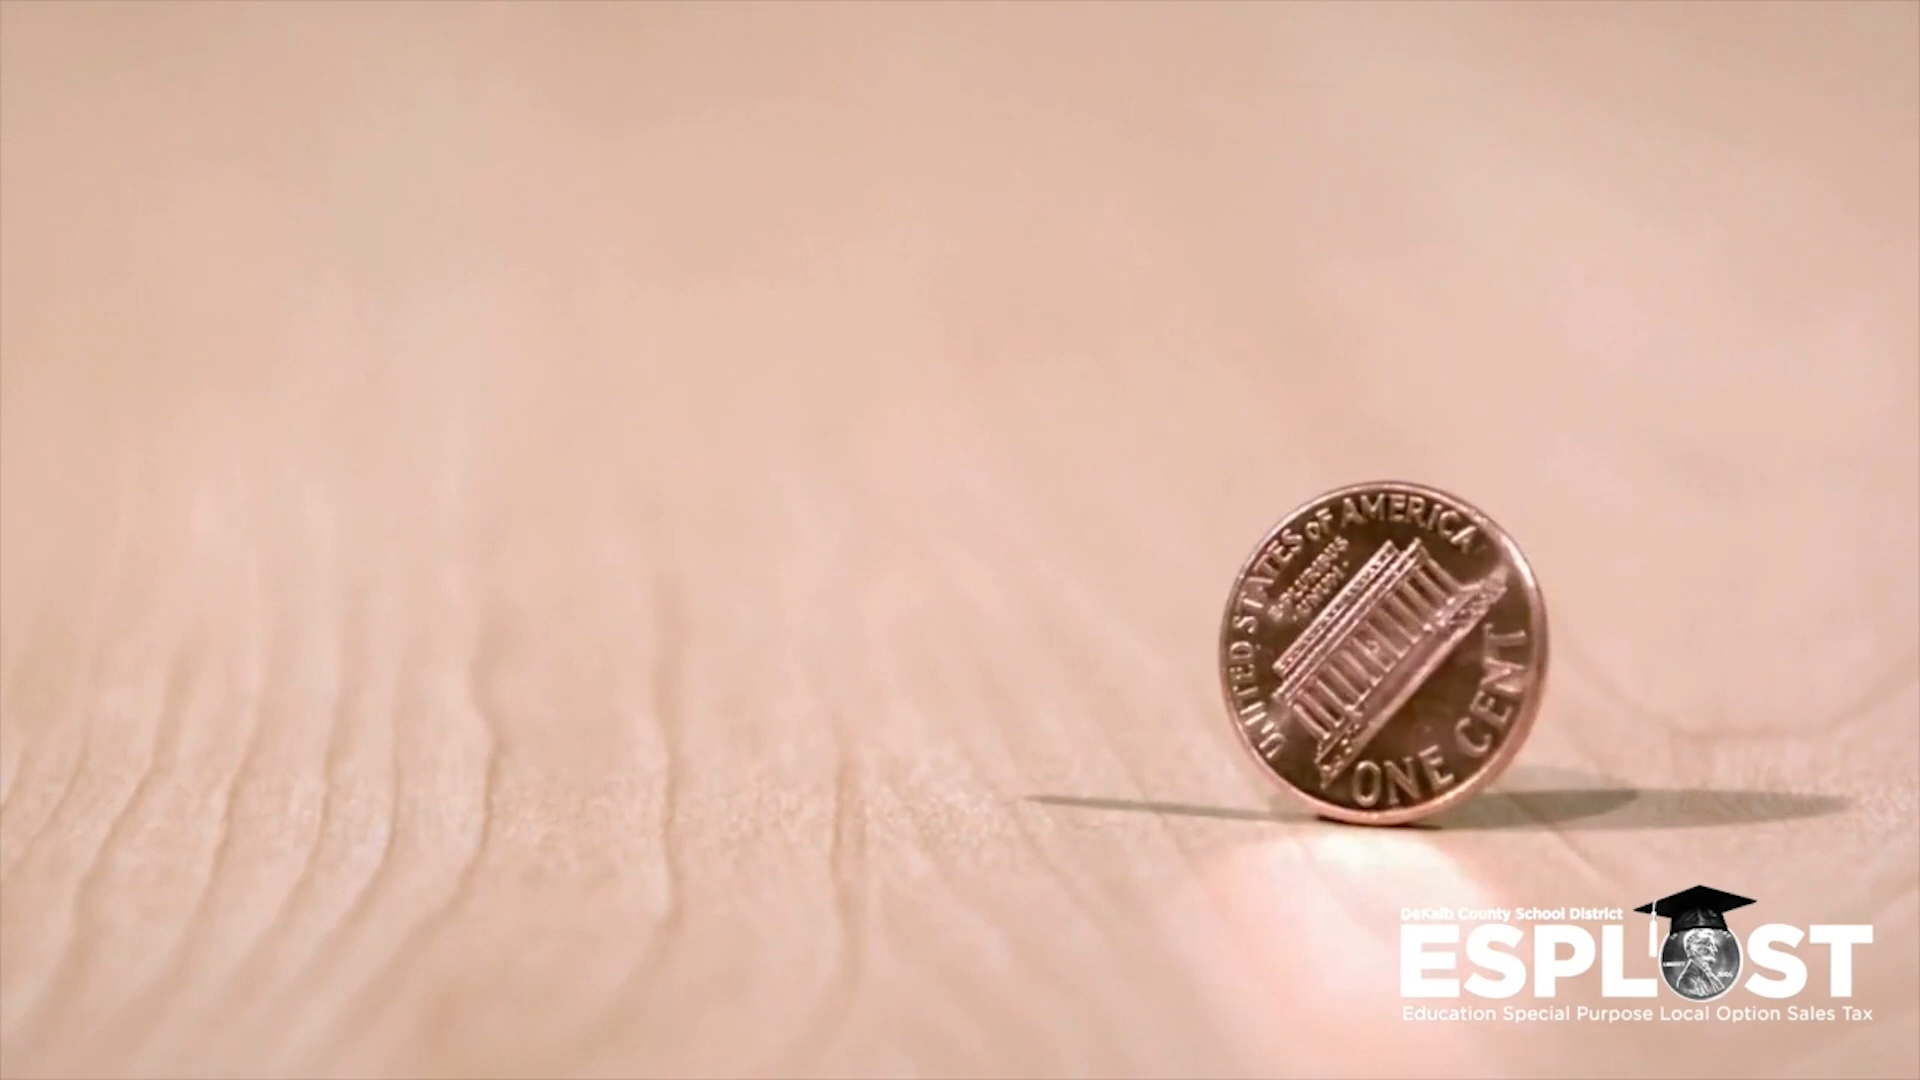 UNITED STATES OF AMERICA
E·PLURIBUS
UNUM·
ONE CENT
DeKalb County School District
ESPLOST
LIBERTY
Education Special Purpose Local Option Sales Tax